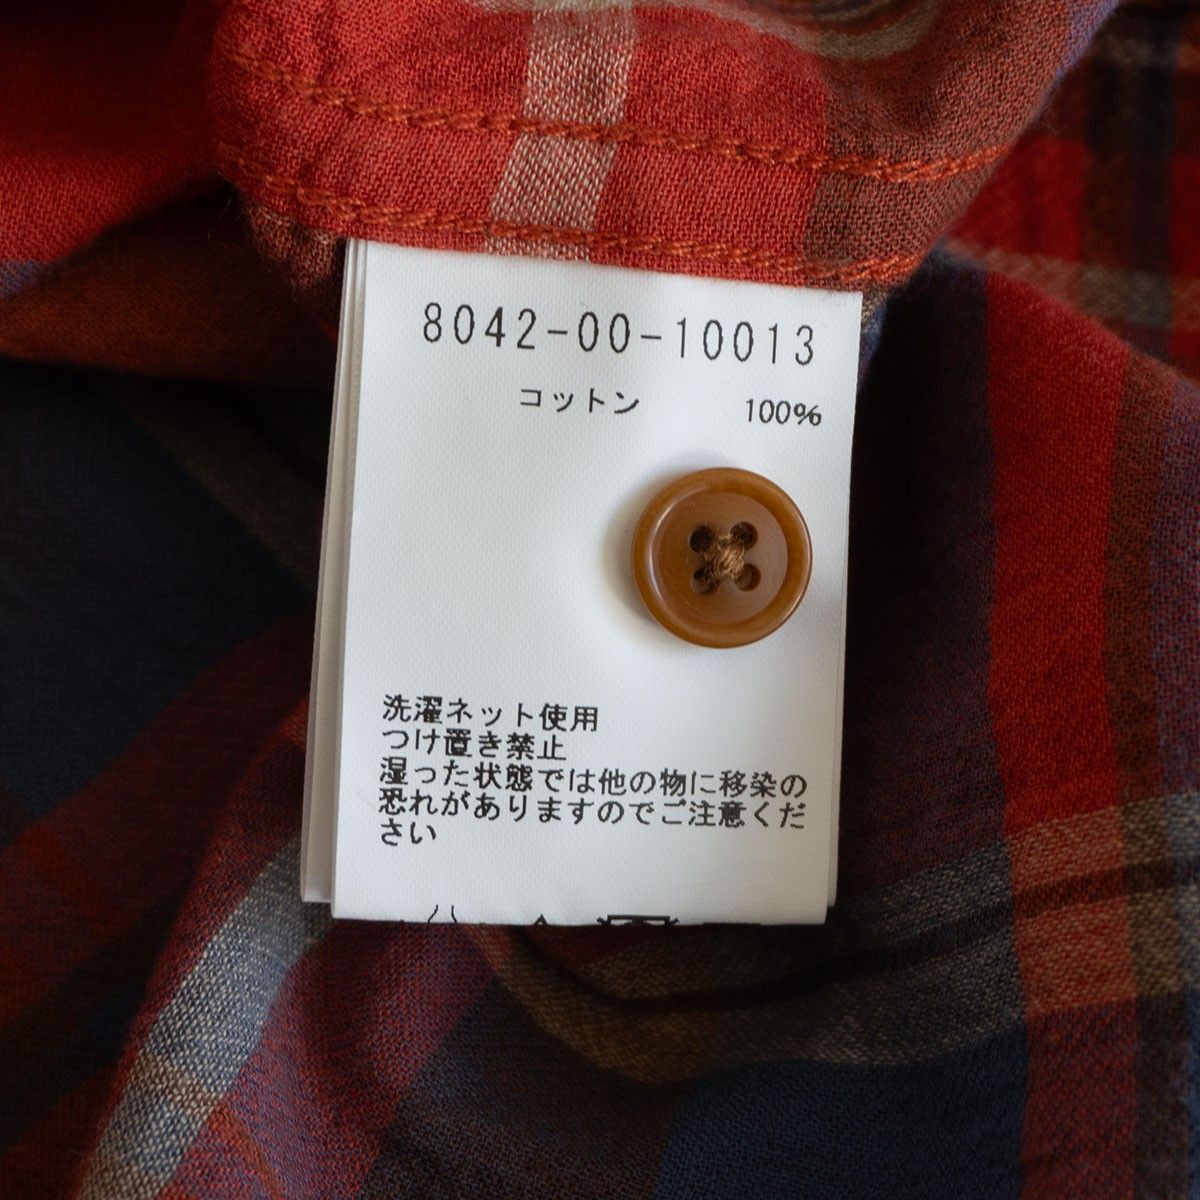 8042-00-10013
コットン 100%
洗濯ネット使用
つけ置き禁止
湿った状態では他の物に移染の
恐れがありますのでご注意くだ
さい